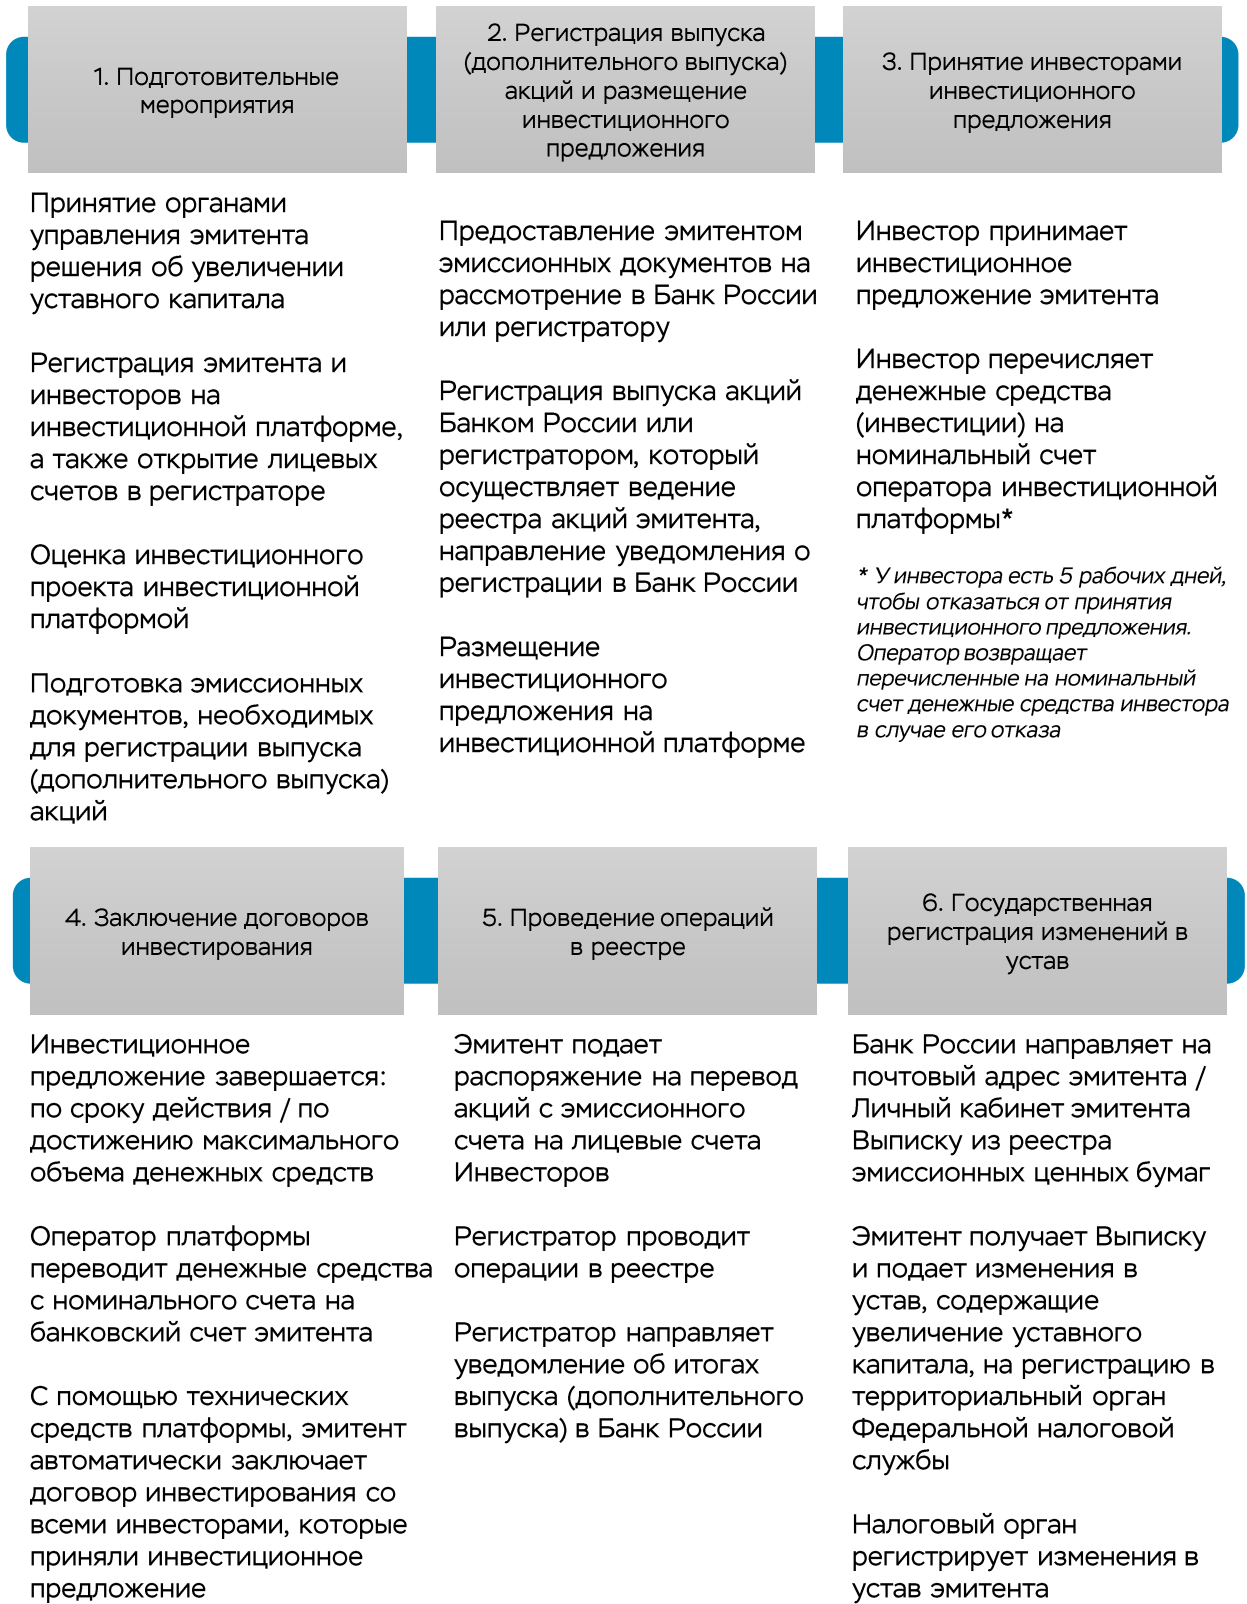 1. Подготовительные
мероприятия
Принятие органами
управления эмитента
решения об увеличении
уставного капитала
Регистрация эмитента и
инвесторов на
инвестиционной платформе,
а также открытие лицевых
счетов в регистраторе
Оценка инвестиционного
проекта инвестиционной
платформой
Подготовка эмиссионных
документов, необходимых
для регистрации выпуска
(дополнительного выпуска)
акций
2. Регистрация выпуска
(дополнительного выпуска)
акций и размещение
инвестиционного
предложения
Предоставление эмитентом
эмиссионных документов на
рассмотрение в Банк России
или регистратору
Регистрация выпуска акций
Банком России или
регистратором, который
осуществляет ведение
реестра акций эмитента,
направление уведомления о
регистрации в Банк России
Размещение
инвестиционного
предложения на
инвестиционной платформе
3. Принятие инвесторами
инвестиционного
предложения
Инвестор принимает
инвестиционное
предложение эмитента
Инвестор перечисляет
денежные средства
(инвестиции) на
номинальный счет
оператора инвестиционной
платформы*
* У инвестора есть 5 рабочих дней,
чтобы отказаться от принятия
инвестиционного предложения.
Оператор возвращает
перечисленные на номинальный
счет денежные средства инвестора
в случае его отказа
4. Заключение договоров
инвестирования
Инвестиционное
предложение завершается:
по сроку действия / по
достижению максимального
объема денежных средств
Оператор платформы
переводит денежные средства
с номинального счета на
банковский счет эмитента
С помощью технических
средств платформы, эмитент
автоматически заключает
договор инвестирования со
всеми инвесторами, которые
приняли инвестиционное
предложение
5. Проведение операций
в реестре
Эмитент подает
распоряжение на перевод
акций с эмиссионного
счета на лицевые счета
Инвесторов
Регистратор проводит
операции в реестре
Регистратор направляет
уведомление об итогах
выпуска (дополнительного
выпуска) в Банк России
6. Государственная
регистрация изменений в
устав
Банк России направляет на
почтовый адрес эмитента /
Личный кабинет эмитента
Выписку из реестра
эмиссионных ценных бумаг
Эмитент получает Выписку
и подает изменения в
устав, содержащие
увеличение уставного
капитала, на регистрацию в
территориальный орган
Федеральной налоговой
службы
Налоговый орган
регистрирует изменения в
устав эмитента